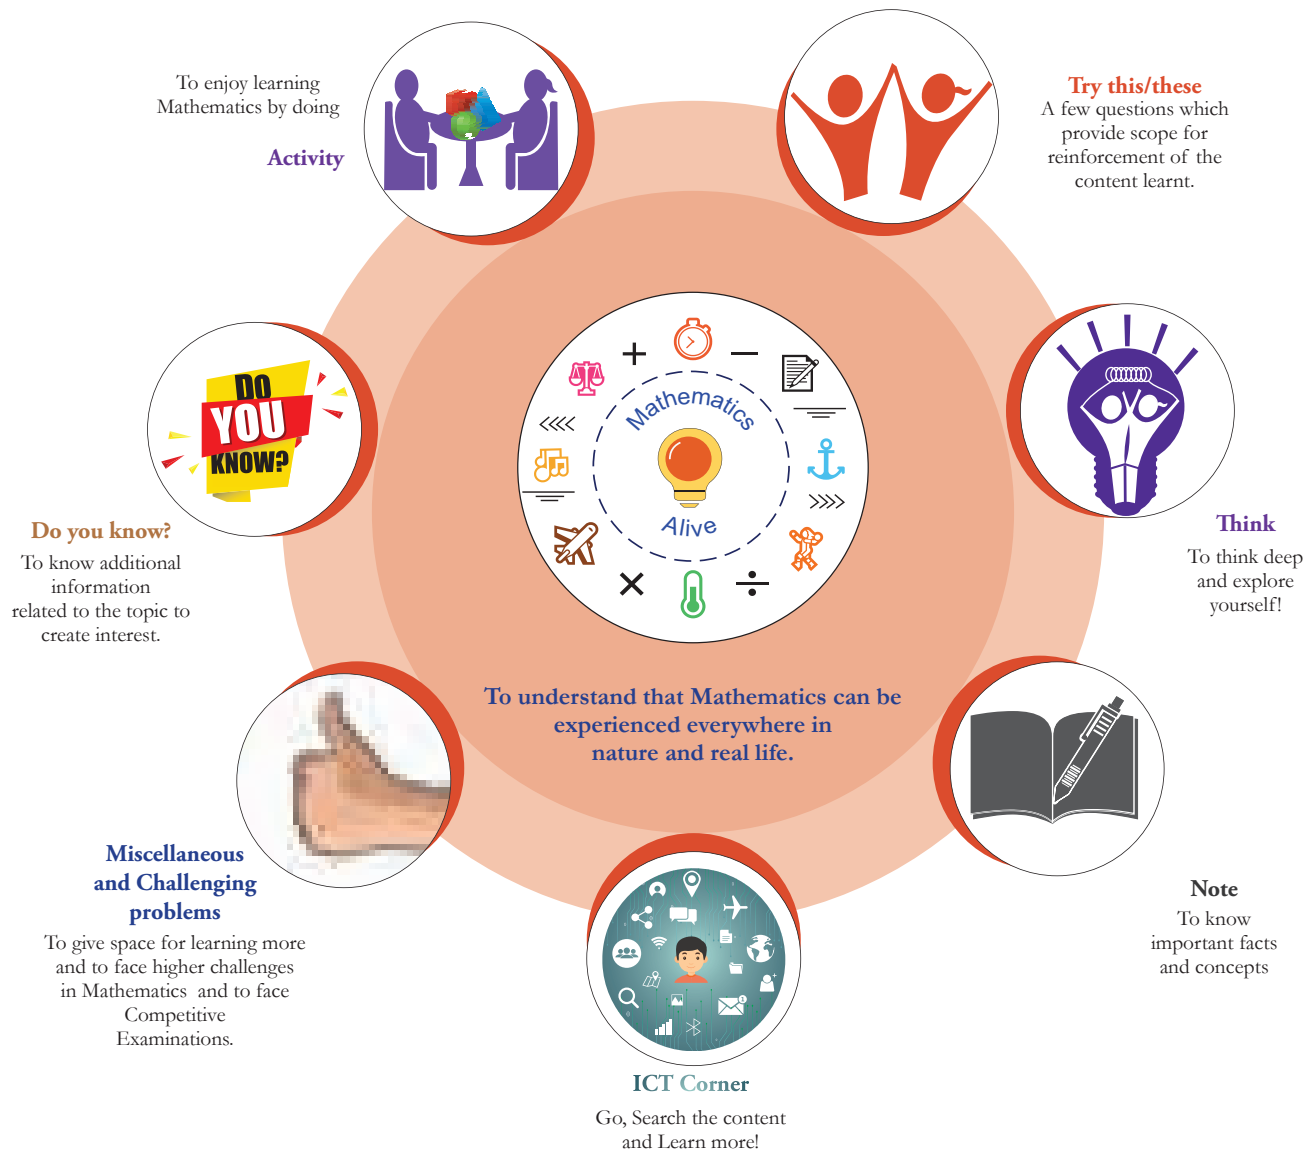 To enjoy learning
Mathematics by doing
Activity
Try this/these
A few questions which
provide scope for
reinforcement of the
content learnt.
DO
YOU
KNOW?
Do you know?
To know additional
information
related to the topic to
create interest.
Mathematics
Alive
Think
To think deep
and explore
yourself!
To understand that Mathematics can be
experienced everywhere in
nature and real life.
Miscellaneous
and Challenging
problems
To give space for learning more
and to face higher challenges
in Mathematics and to face
Competitive
Examinations.
Note
To know
important facts
and concepts
ICT Corner
Go, Search the content
and Learn more!